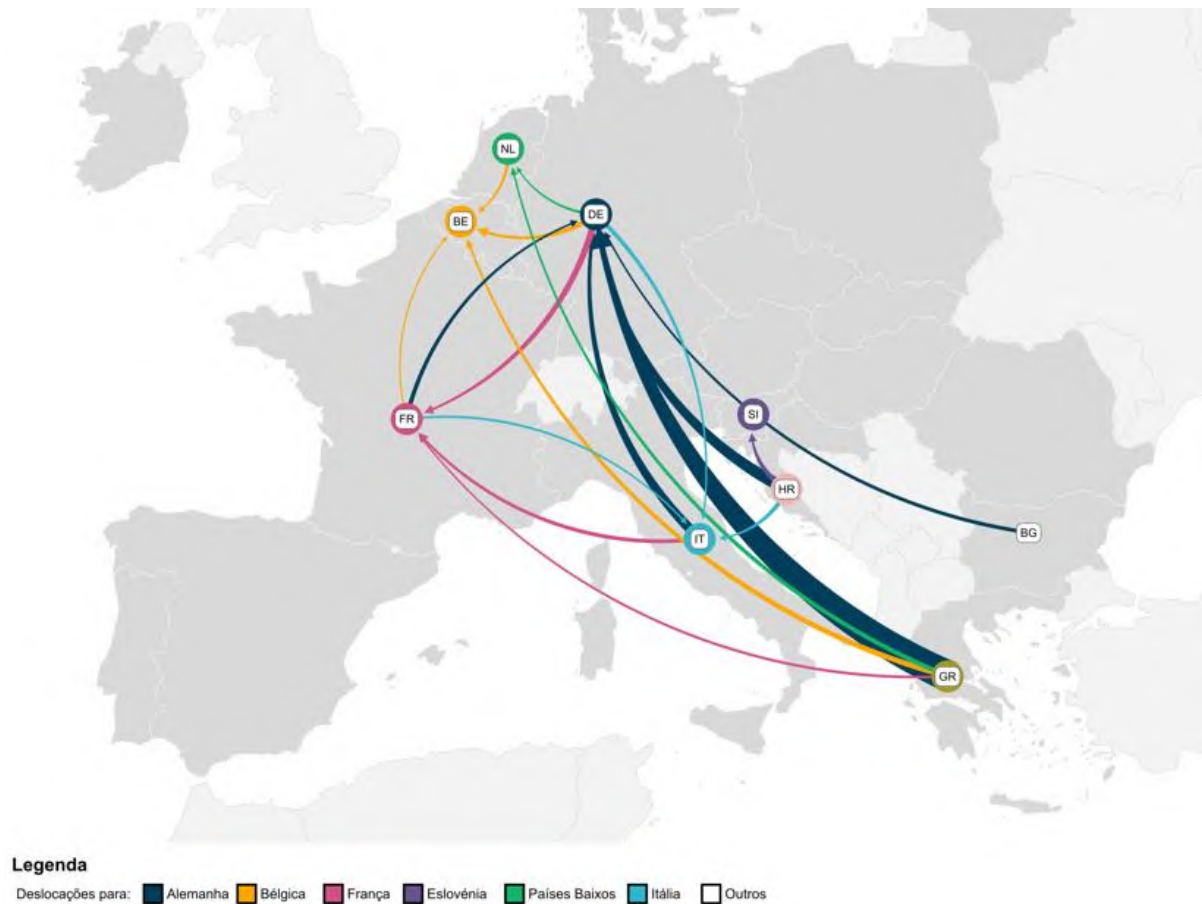 NL
DE
BE
FR
SI
HR
BG
IT
GR
Legenda
Deslocações para: Alemanha Bélgica França Eslovénia Países Baixos Itália Outros